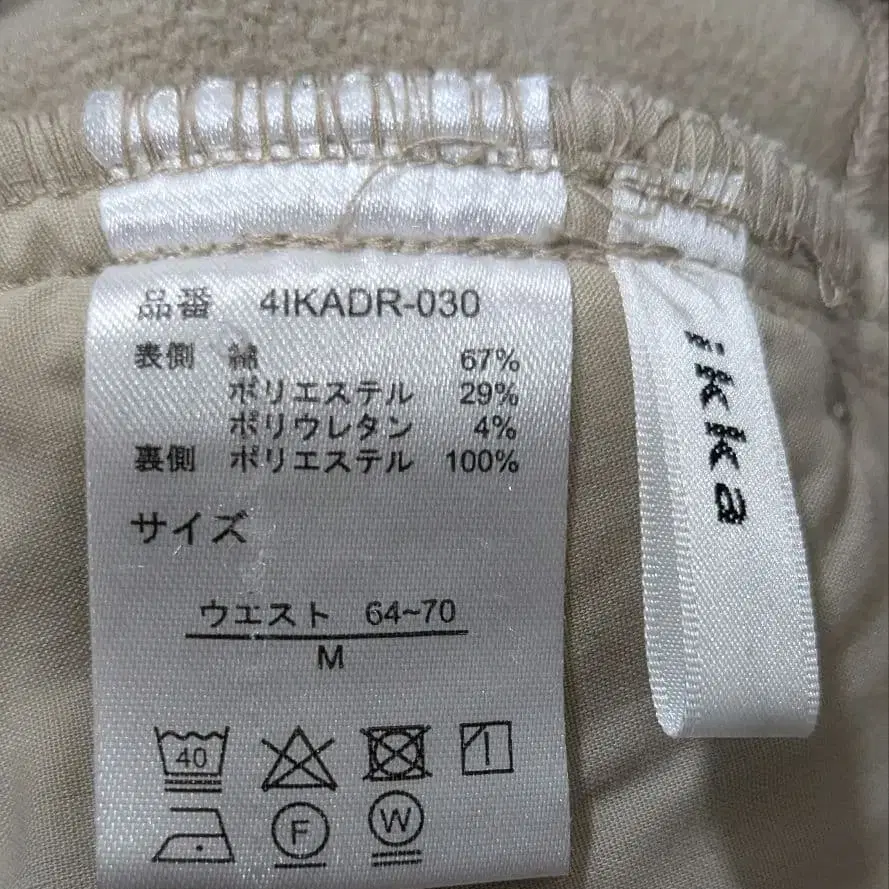 品番 4IKADR-030
表側 綿 67%
ポリエステル 29%
ポリウレタン 4%
裏側 ポリエステル 100%
サイズ
ウエスト 64~70
M
40
F
W
ikka